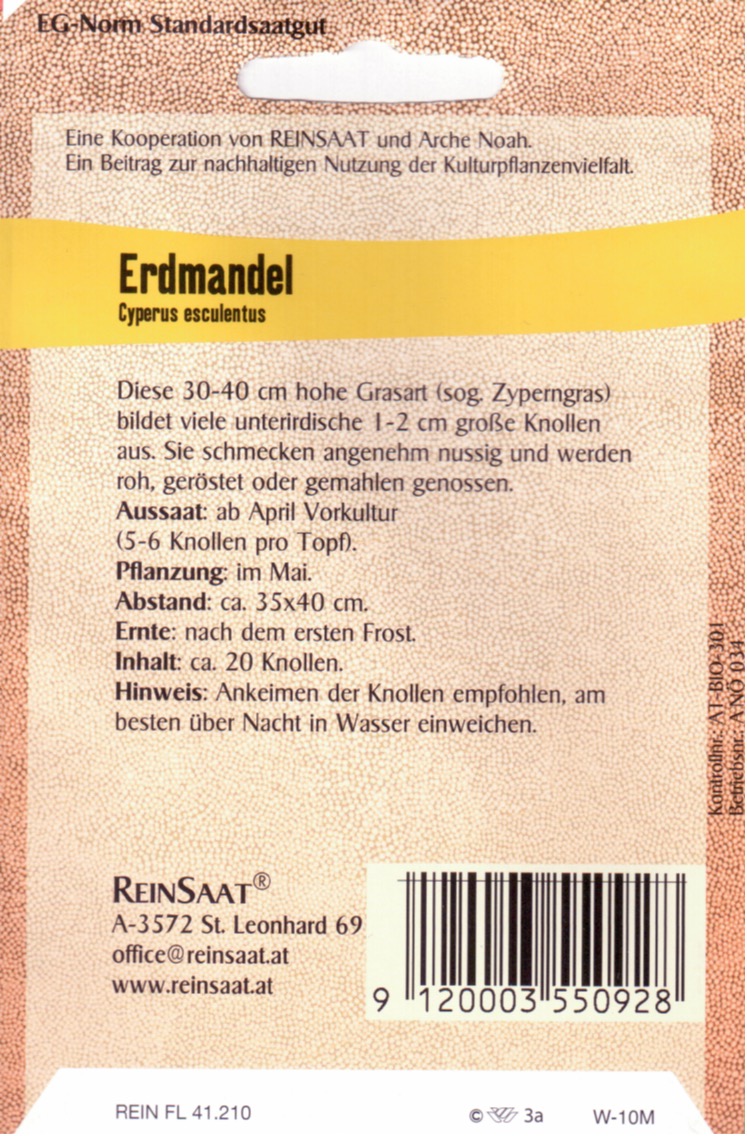 EG-Norm Standardsaatgut
Eine Kooperation von REINSAAT und Arche Noah.
Ein Beitrag zur nachhaltigen Nutzung der Kulturpflanzenvielfalt.
Erdmandel
Cyperus esculentus
Diese 30-40 cm hohe Grasart (sog. Zyperngras)
bildet viele unterirdische 1-2 cm große Knollen
aus. Sie schmecken angenehm nussig und werden
roh, geröstet oder gemahlen genossen.
Aussaat: ab April Vorkultur
(5-6 Knollen pro Topf).
Pflanzung: im Mai.
Abstand: ca. 35x40 cm.
Ernte: nach dem ersten Frost.
Inhalt: ca. 20 Knollen.
Hinweis: Ankeimen der Knollen empfohlen, am
besten über Nacht in Wasser einweichen.
Kontrollnr.: AT-BIO-301
Betriebsnr.: ANO 034
REINSAAT®
A-3572 St. Leonhard 69
office@reinsaat.at
www.reinsaat.at
9 120003 550928
REIN FL 41.210
© 3a
W-10M